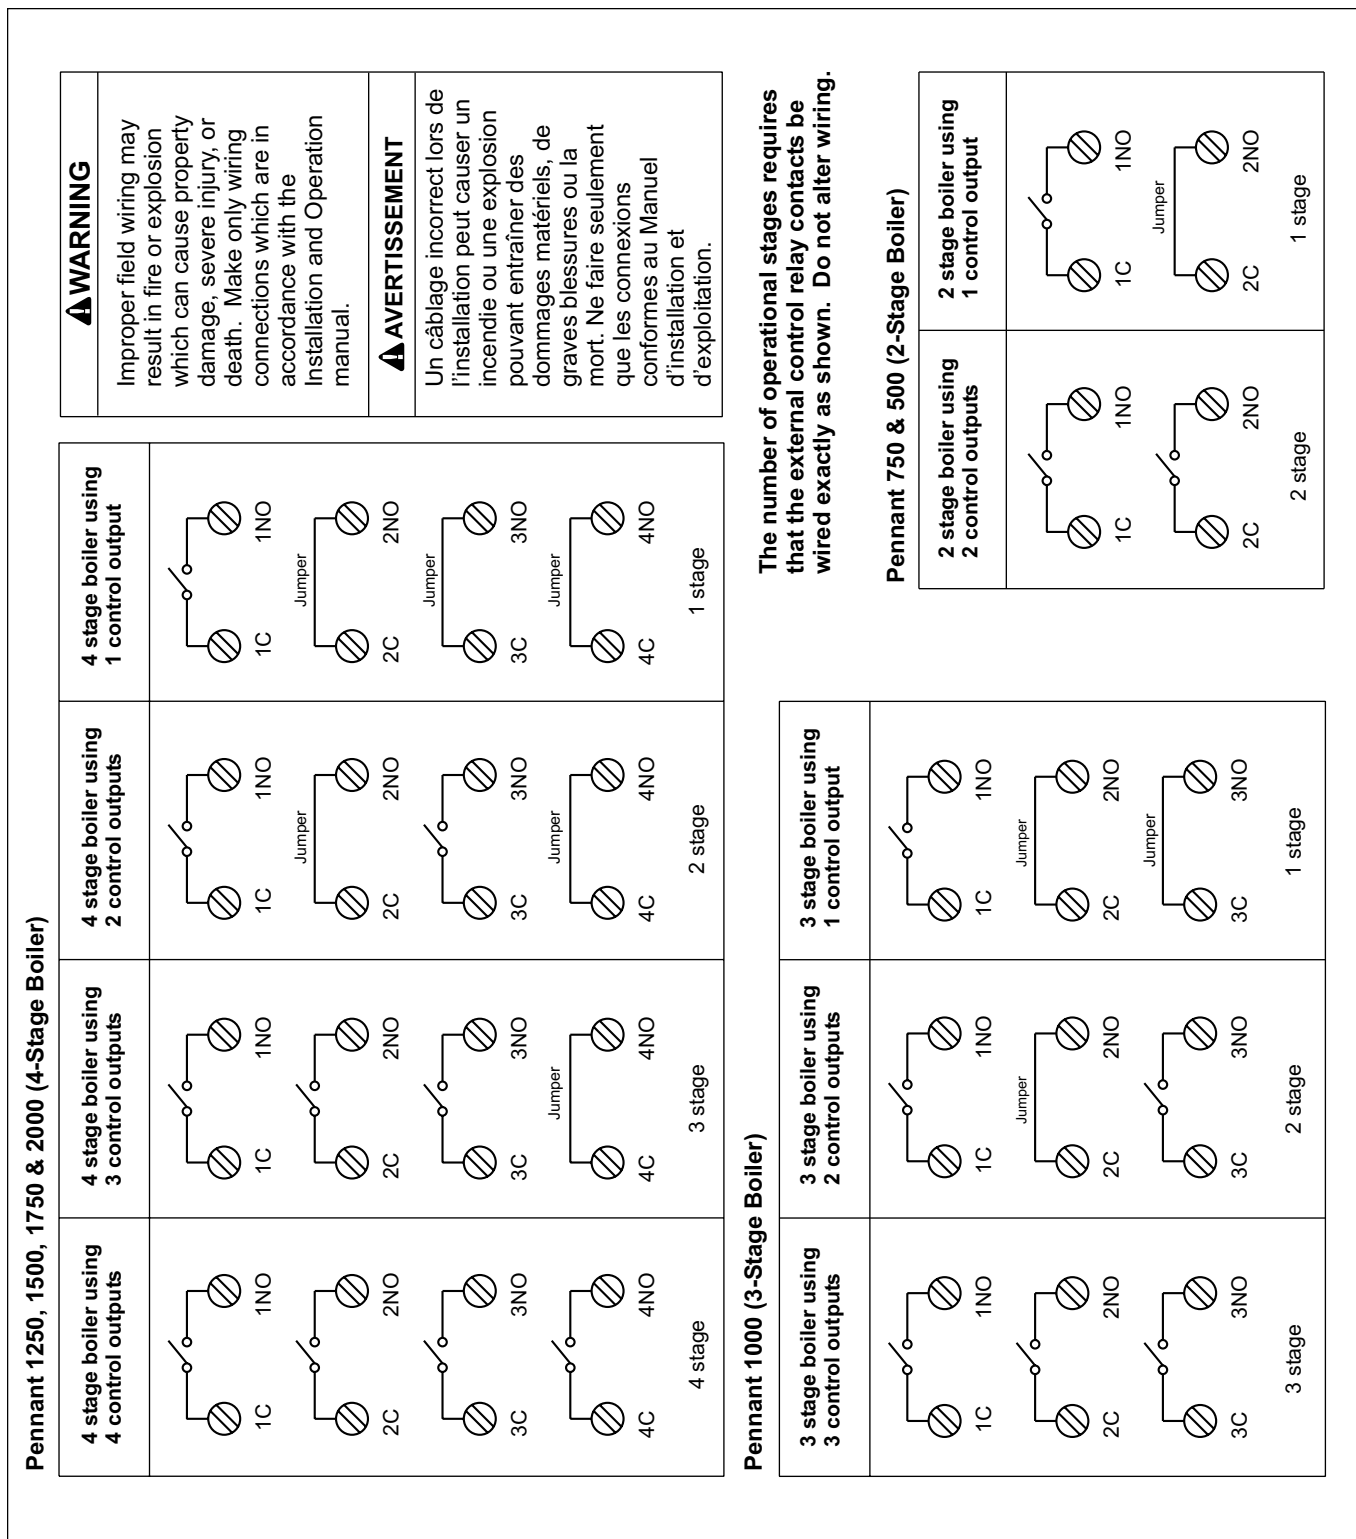 Pennant 1250, 1500, 1750 & 2000 (4-Stage Boiler)
4 stage boiler using
4 control outputs
1C
1NO
2C
2NO
3C
3NO
4C
4NO
4 stage
4 stage boiler using
3 control outputs
1C
1NO
2C
2NO
3C
3NO
Jumper
4C
4NO
3 stage
4 stage boiler using
2 control outputs
1C
1NO
Jumper
2C
2NO
3C
3NO
Jumper
4C
4NO
2 stage
4 stage boiler using
1 control output
1C
1NO
Jumper
2C
2NO
Jumper
3C
3NO
Jumper
4C
4NO
1 stage
WARNING
Improper field wiring may
result in fire or explosion
which can cause property
damage, severe injury, or
death. Make only wiring
connections which are in
accordance with the
Installation and Operation
manual.
AVERTISSEMENT
Un câblage incorrect lors de
l'installation peut causer un
incendie ou une explosion
pouvant entraîner des
dommages matériels, de
graves blessures ou la
mort. Ne faire seulement
que les connexions
conformes au Manuel
d'installation et
d'exploitation.
Pennant 1000 (3-Stage Boiler)
3 stage boiler using
3 control outputs
1C
1NO
2C
2NO
3C
3NO
3 stage
3 stage boiler using
2 control outputs
1C
1NO
Jumper
2C
2NO
3C
3NO
2 stage
3 stage boiler using
1 control output
1C
1NO
Jumper
2C
2NO
Jumper
3C
3NO
1 stage
The number of operational stages requires
that the external control relay contacts be
wired exactly as shown. Do not alter wiring.
Pennant 750 & 500 (2-Stage Boiler)
2 stage boiler using
2 control outputs
1C
1NO
2C
2NO
2 stage
2 stage boiler using
1 control output
1C
1NO
Jumper
2C
2NO
1 stage